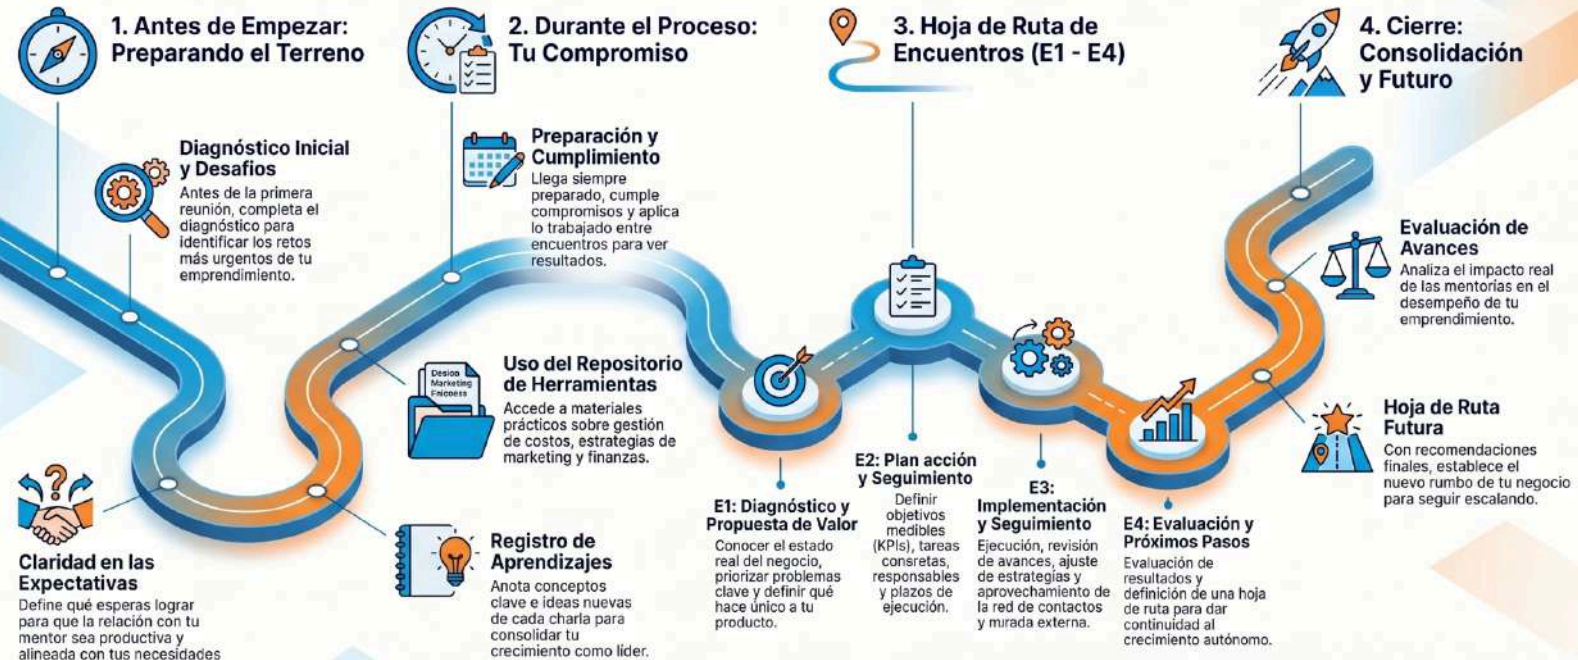 1. Antes de Empezar:
Preparando el Terreno
Diagnóstico Inicial
y Desafios
Antes de la primera
reunión, completa el
diagnóstico para
identificar los retos
más urgentes de tu
emprendimiento.
Claridad en las
Expectativas
Define qué esperas lograr
para que la relación con tu
mentor sea productiva y
alineada con tus necesidades
2. Durante el Proceso:
Tu Compromiso
Preparación y
Cumplimiento
Llega siempre
preparado, cumple
compromisos y aplica
lo trabajado entre
encuentros para ver
resultados.
Design
Marketing
Uso del Repositorio
de Herramientas
Accede a materiales
prácticos sobre gestión
de costos, estrategias de
marketing y finanzas.
Registro de
Aprendizajes
Anota conceptos
clave e ideas nuevas
de cada charla para
consolidar tu
crecimiento como líder.
3. Hoja de Ruta de
Encuentros (E1 - E4)
E1: Diagnóstico y
Propuesta de Valor
Conocer el estado
real del negocio,
priorizar problemas
clave y definir qué
hace único a tu
producto.
E2: Plan acción
y Seguimiento
Definir
objetivos
medibles
(KPIs), tareas
consretas,
responsables
y plazos de
ejecución.
E3:
Implementación
y Seguimiento
Ejecución, revisión
de avances, ajuste
de estrategias y
aprovechamiento de
la red de contactos
y murada externa.
E4: Evaluación y
Próximos Pasos
Evaluación de
resultados y
definición de una hoja
de ruta para dar
continuidad al
crecimiento autónomo.
4. Cierre:
Consolidación
y Futuro
Evaluación de
Avances
Analiza el impacto real
de las mentorías en el
desempeño de tu
emprendimiento.
Hoja de Ruta
Futura
Con recomendaciones
finales, establece el
nuevo rumbo de tu negocio
para seguir escalando.